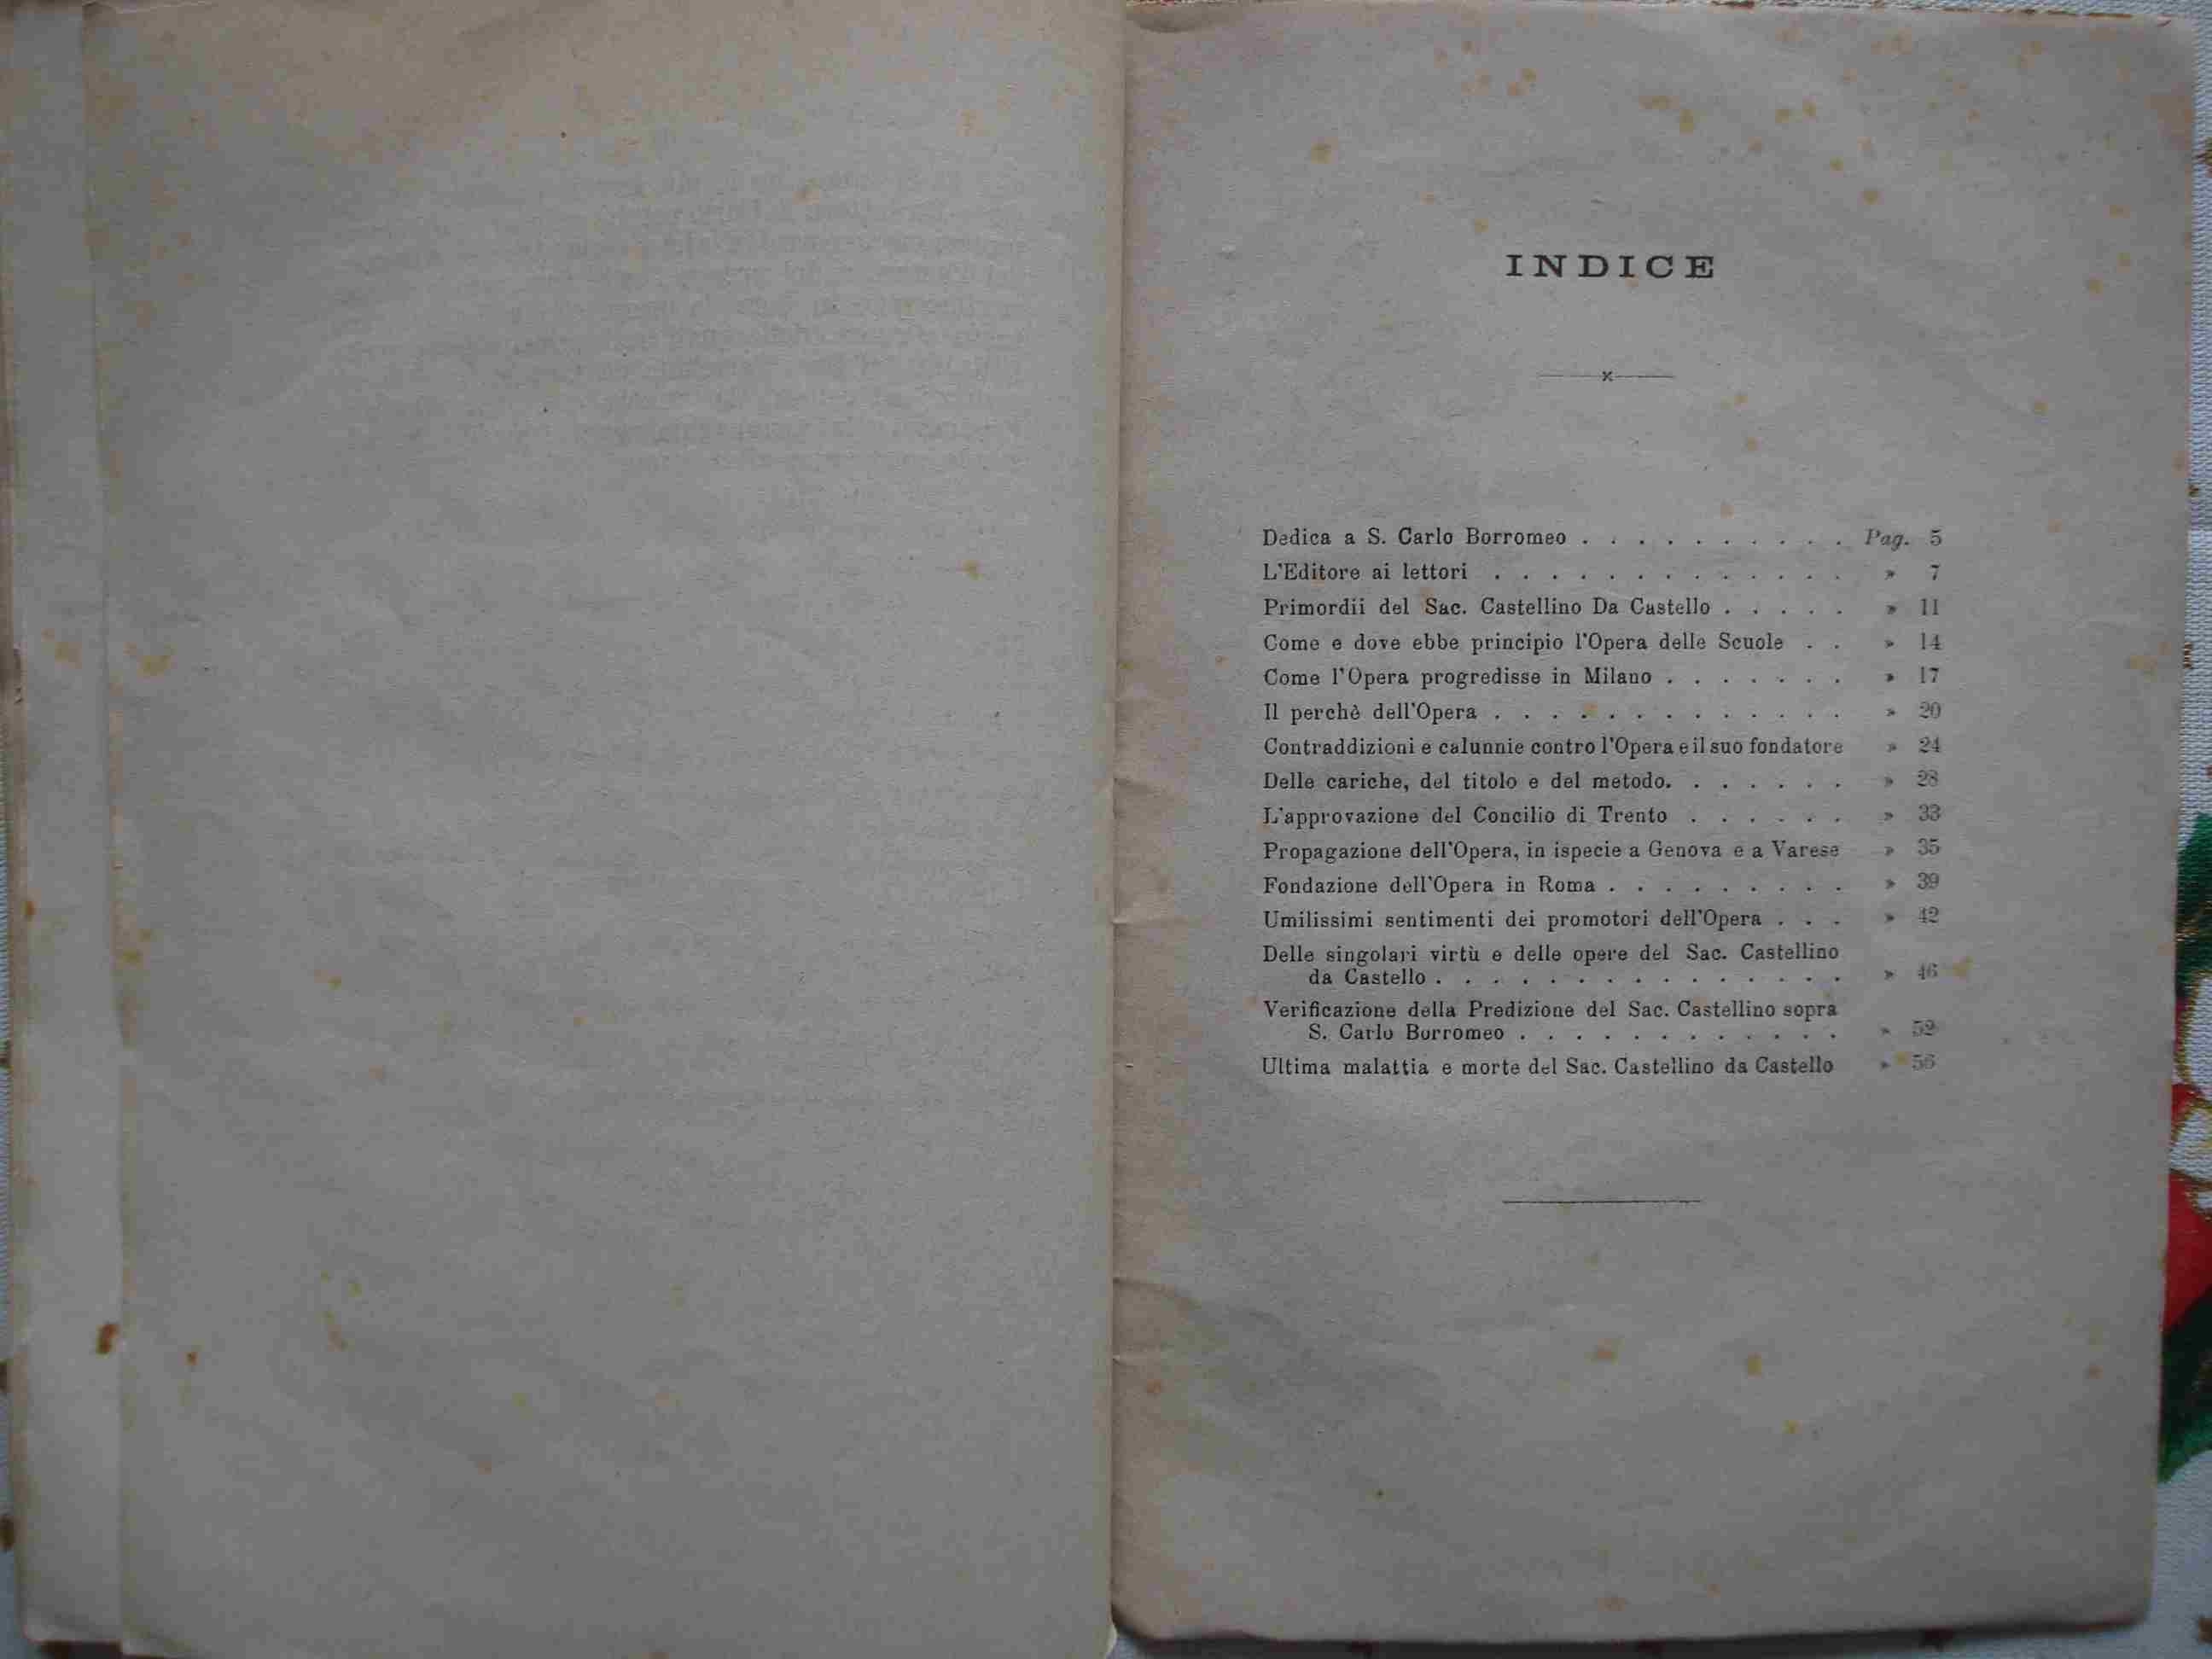 INDICE
Dedica a S. Carlo Borromeo . . . . . . . . . . Pag. 5
L'Editore ai lettori . . . . . . . . . . . . . » 7
Primordii del Sac. Castellino Da Castello . . . . . » 11
Come e dove ebbe principio l'Opera delle Scuole . . » 14
Come l'Opera progredisse in Milano . . . . . . . » 17
Il perchè dell'Opera . . . . . . . . . . . . . » 20
Contraddizioni e calunnie contro l'Opera e il suo fondatore » 24
Delle cariche, del titolo e del metodo. . . . . . . » 28
L'approvazione del Concilio di Trento . . . . . . » 33
Propagazione dell'Opera, in ispecie a Genova e a Varese » 35
Fondazione dell'Opera in Roma . . . . . . . . . » 39
Umilissimi sentimenti dei promotori dell'Opera . . . » 42
Delle singolari virtù e delle opere del Sac. Castellino
da Castello . . . . . . . . . . . . . . . » 46
Verificazione della Predizione del Sac. Castellino sopra
S. Carlo Borromeo . . . . . . . . . . . . » 52
Ultima malattia e morte del Sac. Castellino da Castello » 56